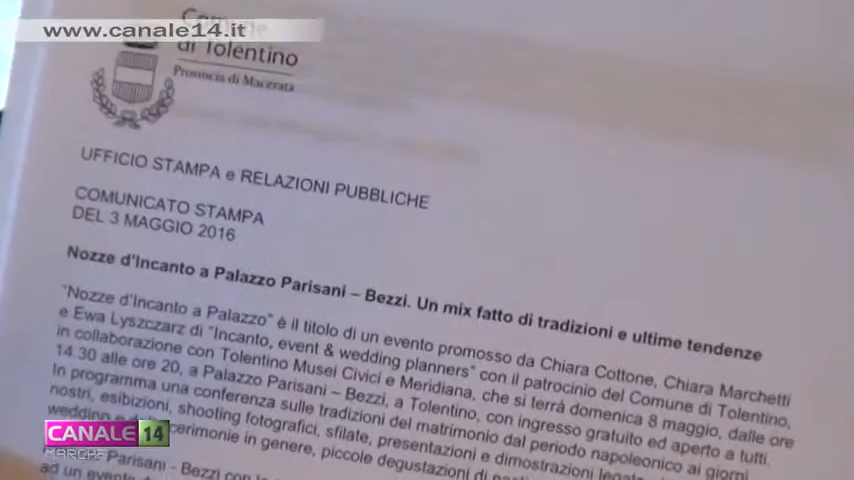 www.canale14.it
Comune
di Tolentino
Provincia di Macerata
UFFICIO STAMPA e RELAZIONI PUBBLICHE
COMUNICATO STAMPA
DEL 3 MAGGIO 2016
Nozze d'Incanto a Palazzo Parisani – Bezzi. Un mix fatto di tradizioni e ultime tendenze
"Nozze d'Incanto a Palazzo" è il titolo di un evento promosso da Chiara Cottone, Chiara Marchetti
e Ewa Lyszczarz di "Incanto, event & wedding planners" con il patrocinio del Comune di Tolentino,
in collaborazione con Tolentino Musei Civici e Meridiana, che si terrà domenica 8 maggio, dalle ore
14.30 alle ore 20, a Palazzo Parisani – Bezzi, a Tolentino, con ingresso gratuito ed aperto a tutti.
In programma una conferenza sulle tradizioni del matrimonio dal periodo napoleonico ai giorni
nostri, esibizioni, shooting fotografici, sfilate, presentazioni e dimostrazioni
wedding e cerimonie in genere, piccole degustazioni di
Parisani - Bezzi con
ad un
CANALE 14
MARCHE